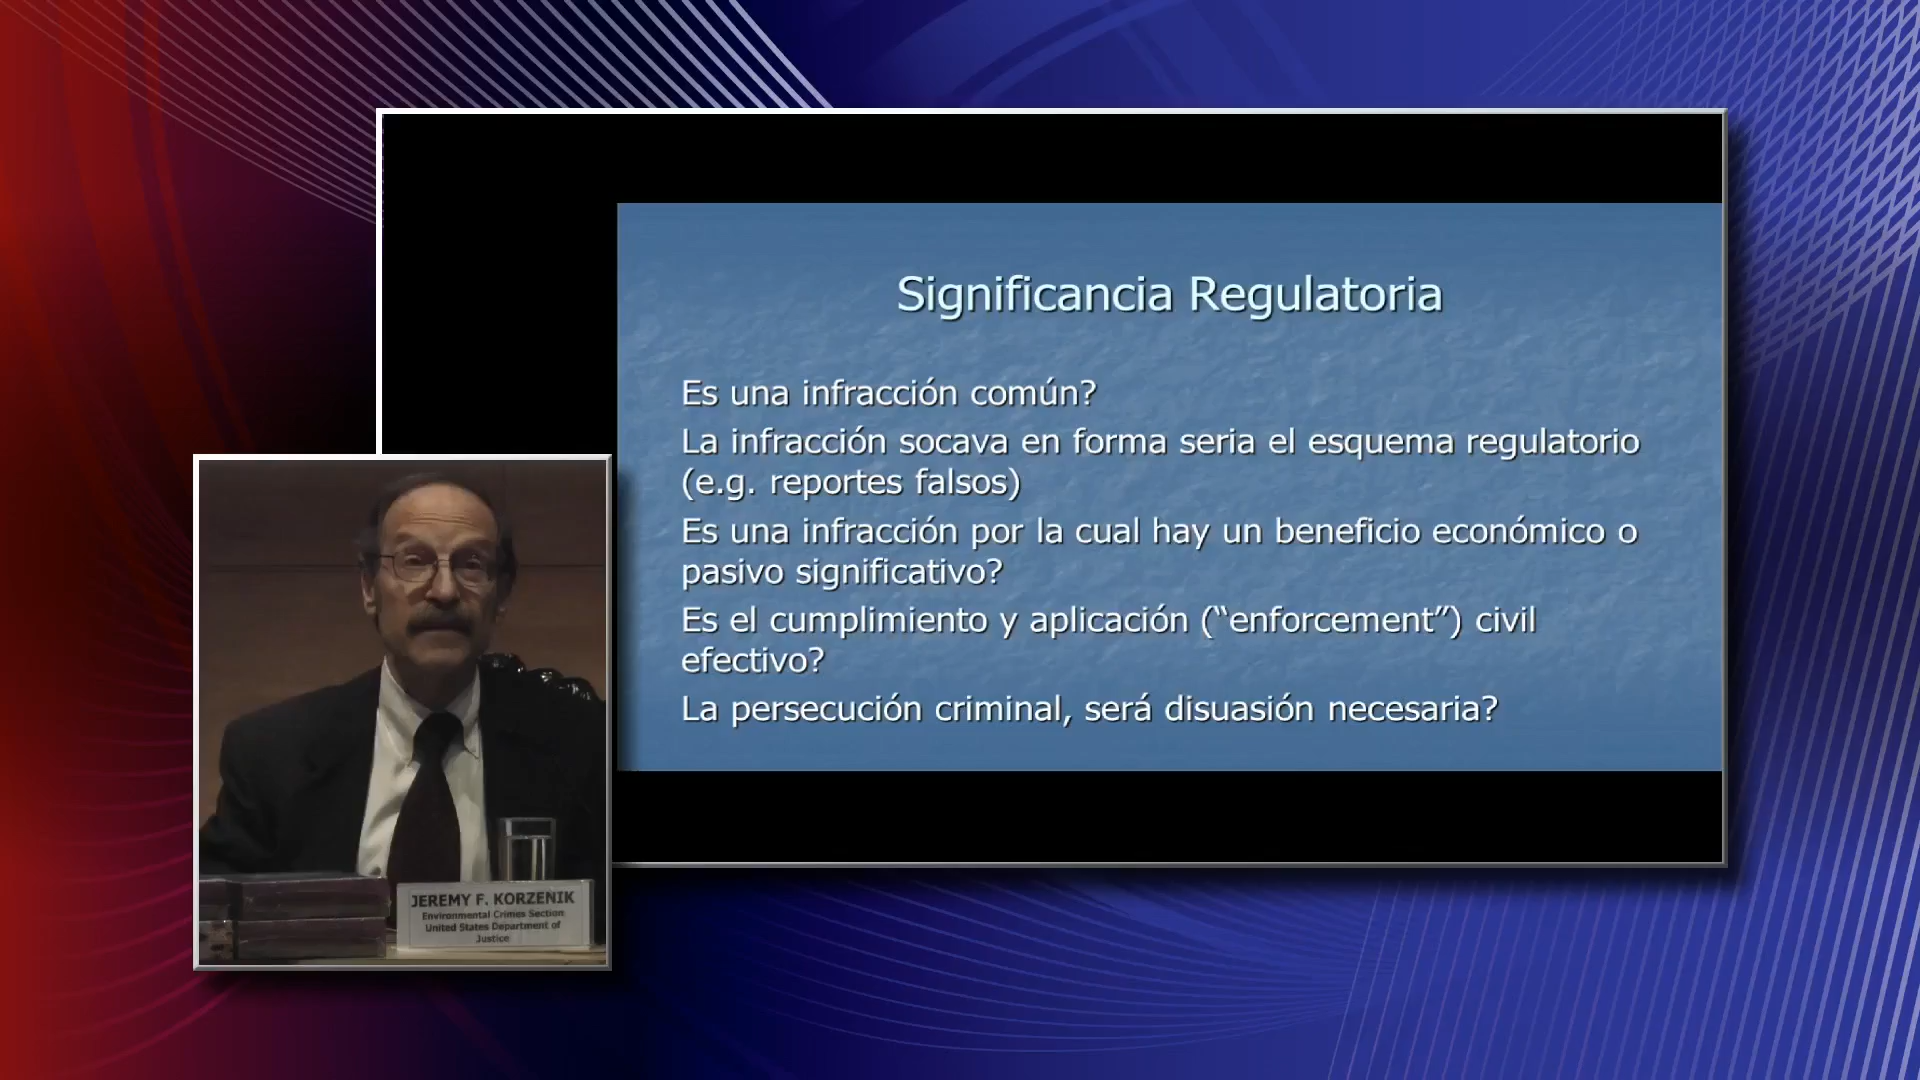 Significancia Regulatoria
Es una infracción común?
La infracción socava en forma seria el esquema regulatorio
(e.g. reportes falsos)
Es una infracción por la cual hay un beneficio económico o
pasivo significativo?
Es el cumplimiento y aplicación (“enforcement”) civil
efectivo?
La persecución criminal, será disuasión necesaria?
JEREMY F. KORZENIK
Environmental Crimes Section
United States Department of
Justice